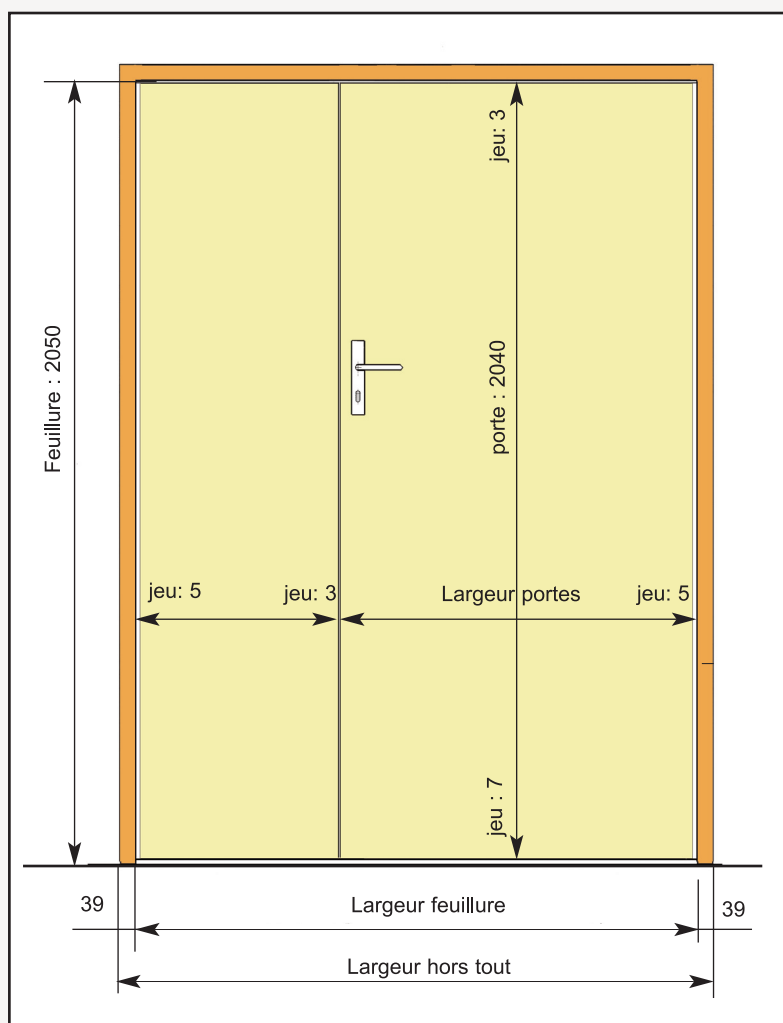 jeu: 3
Feuillure : 2050
porte : 2040
jeu: 5
jeu: 3
Largeur portes
jeu: 5
jeu : 7
39
Largeur feuillure
39
Largeur hors tout